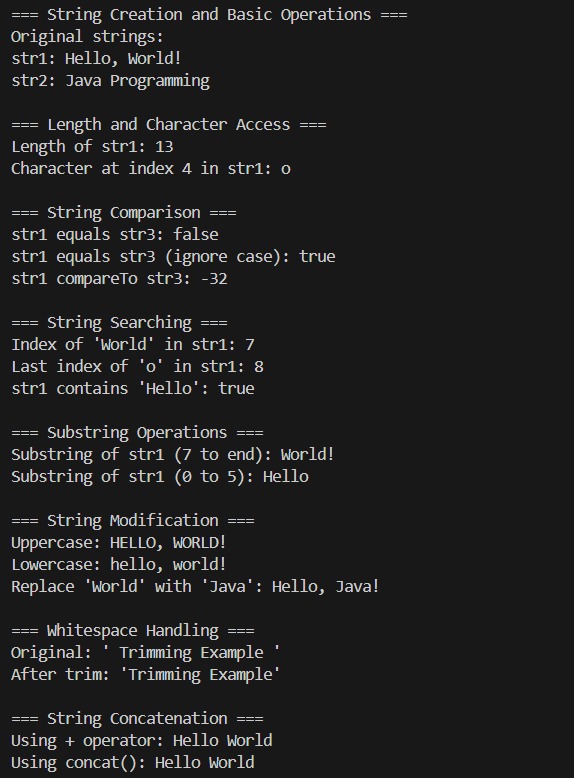 === String Creation and Basic Operations ===
Original strings:
str1: Hello, World!
str2: Java Programming
=== Length and Character Access ===
Length of str1: 13
Character at index 4 in str1: o
=== String Comparison ===
str1 equals str3: false
str1 equals str3 (ignore case): true
str1 compareTo str3: -32
=== String Searching ===
Index of 'World' in str1: 7
Last index of 'o' in str1: 8
str1 contains 'Hello': true
=== Substring Operations ===
Substring of str1 (7 to end): World!
Substring of str1 (0 to 5): Hello
=== String Modification ===
Uppercase: HELLO, WORLD!
Lowercase: hello, world!
Replace 'World' with 'Java': Hello, Java!
=== Whitespace Handling ===
Original: ' Trimming Example '
After trim: 'Trimming Example'
=== String Concatenation ===
Using + operator: Hello World
Using concat(): Hello World